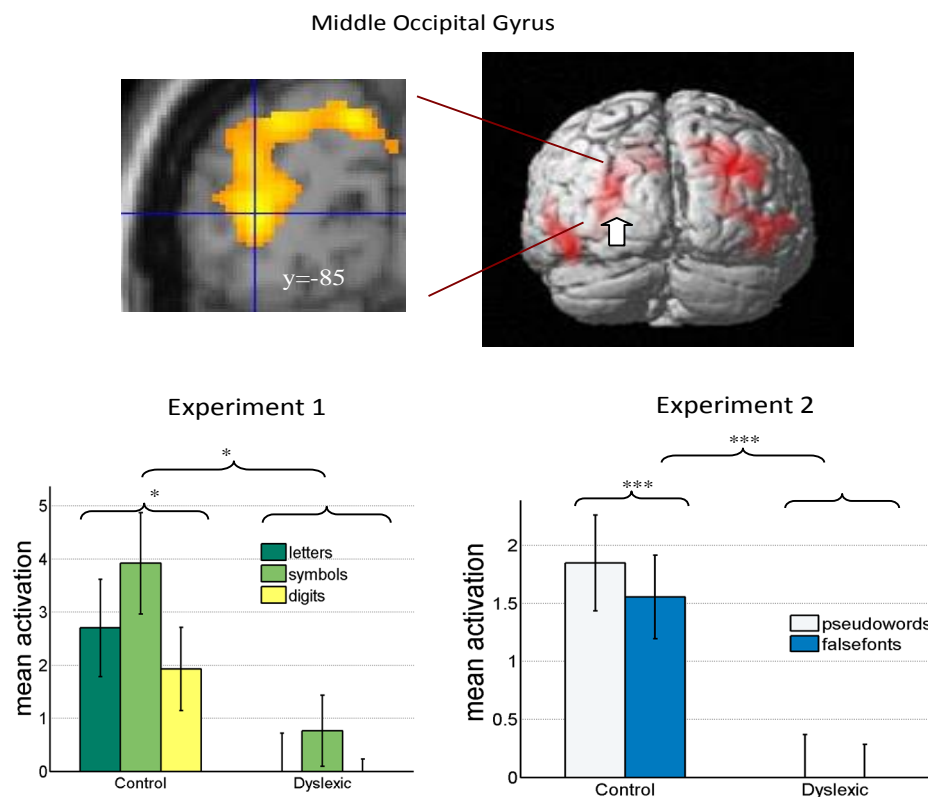 Middle Occipital Gyrus
y=-85
Experiment 1
Experiment 2
*
*
***
***
mean activation
5
4
3
2
1
0
letters
symbols
digits
Control
Dyslexic
mean activation
2
1.5
1
0.5
0
pseudowords
falsefonts
Control
Dyslexic